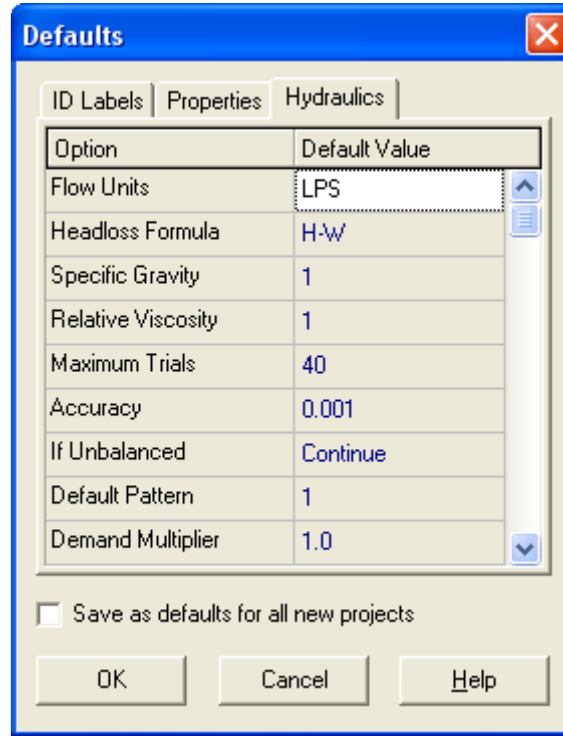 Defaults
ID Labels Properties Hydraulics
Option Default Value
Flow Units LPS
Headloss Formula H-W
Specific Gravity 1
Relative Viscosity 1
Maximum Trials 40
Accuracy 0.001
If Unbalanced Continue
Default Pattern 1
Demand Multiplier 1.0
Save as defaults for all new projects
OK Cancel Help